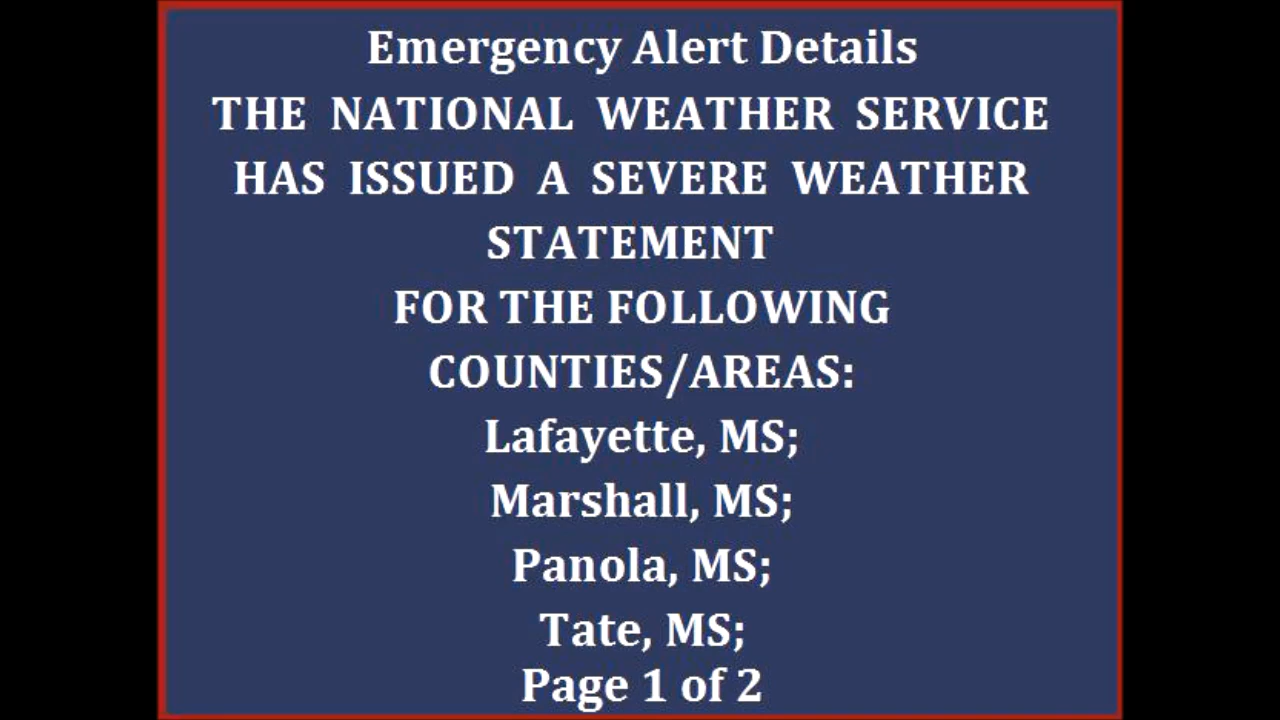 Emergency Alert Details
THE NATIONAL WEATHER SERVICE
HAS ISSUED A SEVERE WEATHER
STATEMENT
FOR THE FOLLOWING
COUNTIES/AREAS:
Lafayette, MS;
Marshall, MS;
Panola, MS;
Tate, MS;
Page 1 of 2